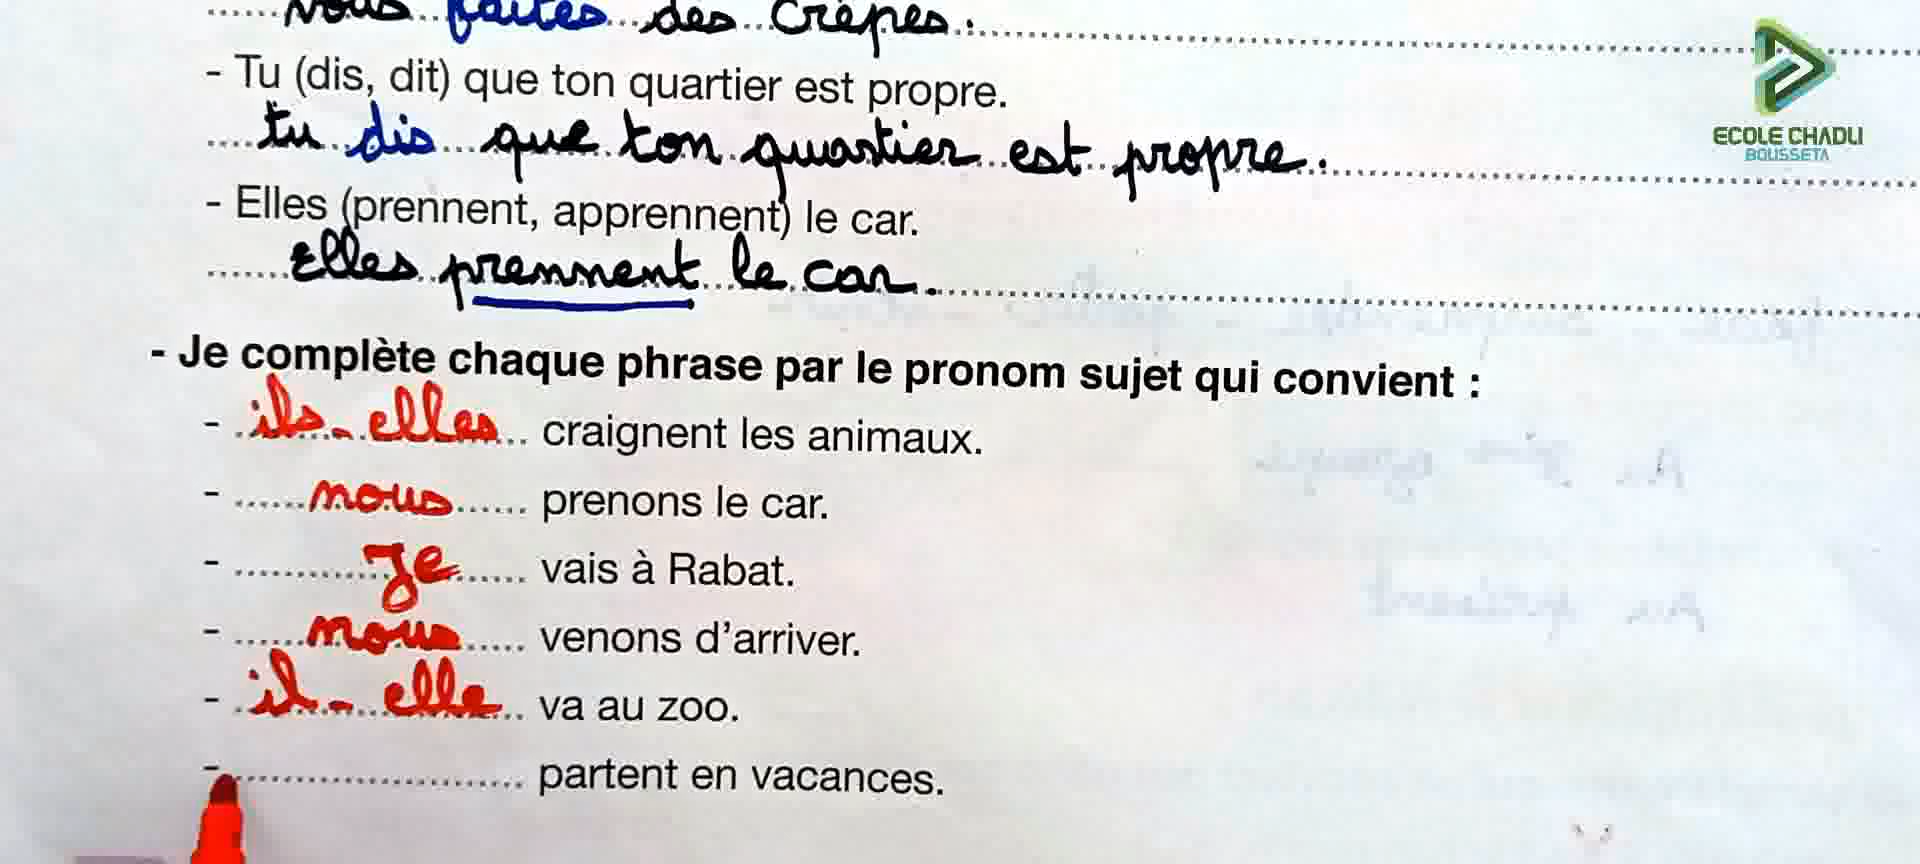 vous faites des crêpes.
- Tu (dis, dit) que ton quartier est propre.
tu dis que ton quartier est propre.
- Elles (prennent, apprennent) le car.
Elles prennent le car.
- Je complète chaque phrase par le pronom sujet qui convient :
- ils - elles craignent les animaux.
- nous prenons le car.
- Je vais à Rabat.
- nous venons d'arriver.
- il - elle va au zoo.
- .......................... partent en vacances.
ECOLE CHADLI
BOUSSETA